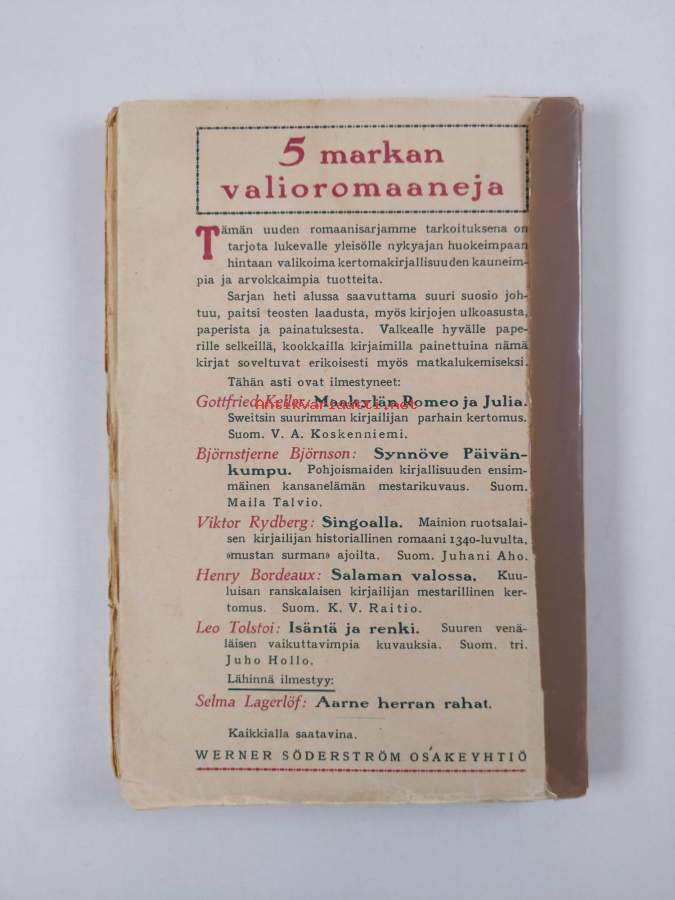 5 markan
valioromaaneja
Tämän uuden romaanisarjamme tarkoituksena on
tarjota lukevalle yleisölle nykyajan huokeimpaan
hintaan valikoima kertomakirjallisuuden kauneim-
pia ja arvokkaimpia tuotteita.
Sarjan heti alussa saavuttama suuri suosio joh-
tuu, paitsi teosten laadusta, myös kirjojen ulkoasusta,
paperista ja painatuksesta. Valkealle hyvälle pape-
rille selkeillä, kookkailla kirjaimilla painettuina nämä
kirjat soveltuvat erikoisesti myös matkalukemiseksi.
Tähän asti ovat ilmestyneet:
Gottfried Keller: Maakylän Romeo ja Julia.
Antikvariaatti.net
Sweitsin suurimman kirjailijan parhain kertomus.
Suom. V. A. Koskenniemi.
Björnstjerne Björnson: Synnöve Päivän-
kumpu. Pohjoismaiden kirjallisuuden ensim-
mäinen kansanelämän mestarikuvaus. Suom.
Maila Talvio.
Viktor Rydberg: Singoalla. Mainion ruotsalai-
sen kirjailijan historiallinen romaani 1340-luvulta,
»mustan surman» ajoilta. Suom. Juhani Aho.
Henry Bordeaux: Salaman valossa. Kuu-
luisan ranskalaisen kirjailijan mestarillinen ker-
tomus. Suom. K. V. Raitio.
Leo Tolstoi: Isäntä ja renki. Suuren venä-
läisen vaikuttavimpia kuvauksia. Suom. tri.
Juho Hollo.
Lähinnä ilmestyy:
Selma Lagerlöf: Aarne herran rahat.
Kaikkialla saatavina.
WERNER SÖDERSTRÖM OSAKEYHTIÖ